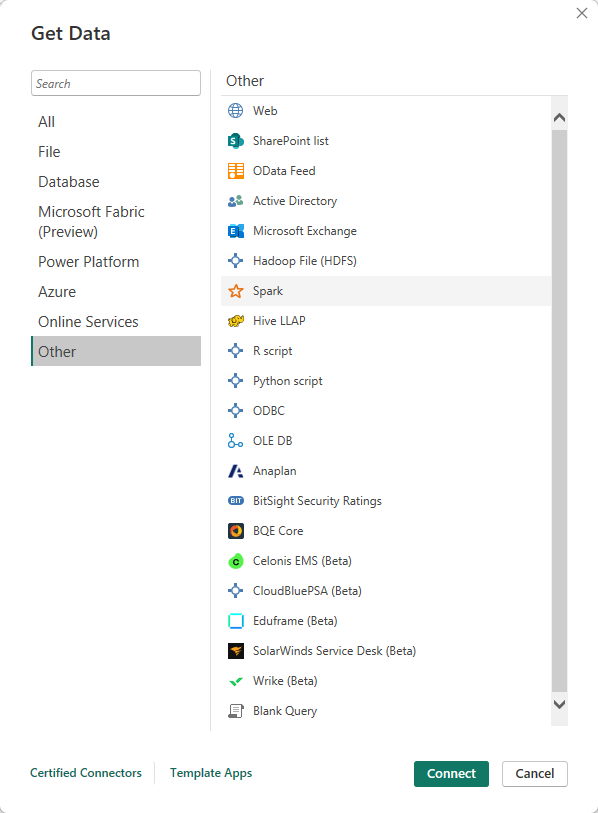 Get Data
Search
All
File
Database
Microsoft Fabric
(Preview)
Power Platform
Azure
Online Services
Other
Other
Web
S
SharePoint list
OData Feed
Active Directory
E
Microsoft Exchange
Hadoop File (HDFS)
Spark
Hive LLAP
R script
Python script
ODBC
OLE DB
Anaplan
BIT
BitSight Security Ratings
BQE Core
C
Celonis EMS (Beta)
CloudBluePSA (Beta)
Eduframe (Beta)
SolarWinds Service Desk (Beta)
Wrike (Beta)
Blank Query
Certified Connectors
Template Apps
Connect
Cancel